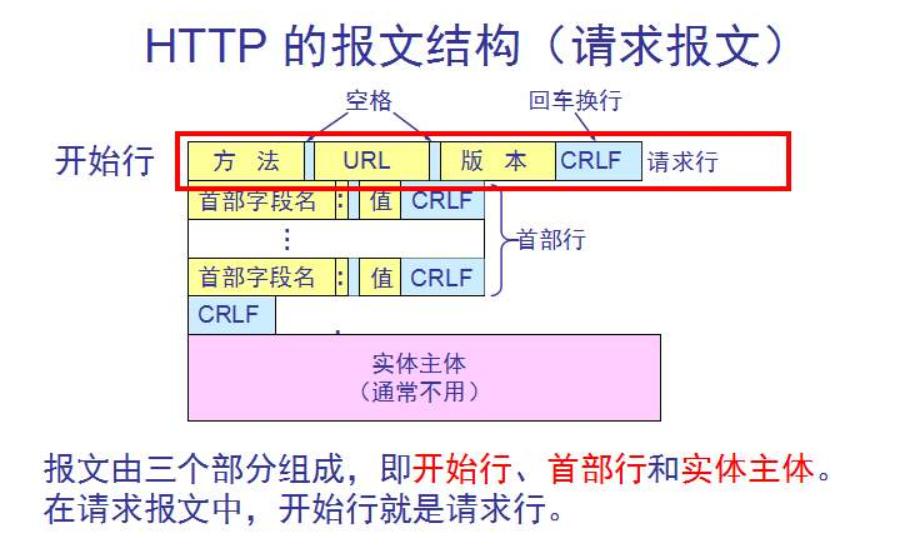 HTTP 的报文结构（请求报文）
空格 回车换行
开始行 方 法 URL 版 本 CRLF 请求行
首部字段名 : 值 CRLF
⋮ 首部行
首部字段名 : 值 CRLF
CRLF
实体主体
（通常不用）
报文由三个部分组成，即开始行、首部行和实体主体。
在请求报文中，开始行就是请求行。